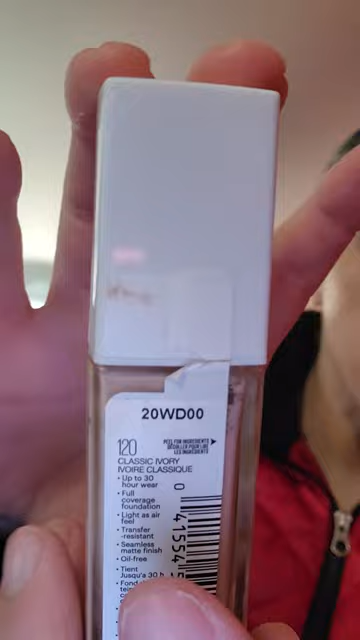 20WD00
120
PEEL FOR INGREDIENTS
DÉCOLLER POUR LIRE
LES INGRÉDIENTS
CLASSIC IVORY
IVOIRE CLASSIQUE
• Up to 30
hour wear
• Full
coverage
foundation
• Light as air
feel
• Transfer
-resistant
• Seamless
matte finish
• Oil-free
• Tient
Jusqu'à 30 h
• Fond
0
41554